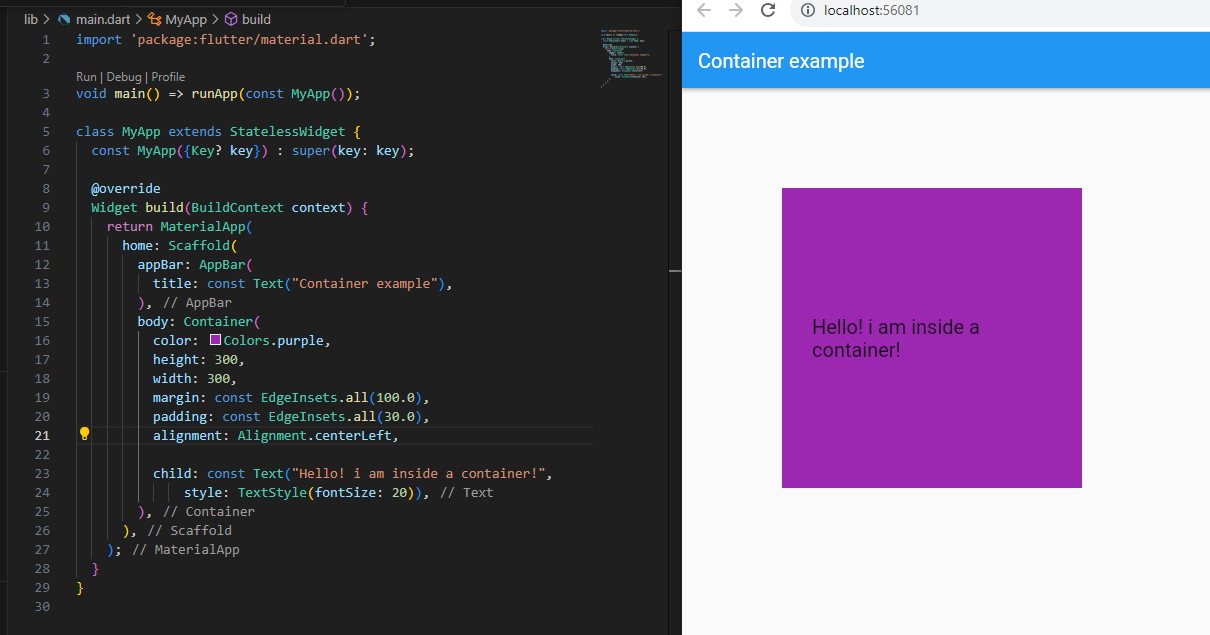 lib > main.dart > MyApp > build
1 import 'package:flutter/material.dart';
2
Run | Debug | Profile
3 void main() => runApp(const MyApp());
4
5 class MyApp extends StatelessWidget {
6 const MyApp({Key? key}) : super(key: key);
7
8 @override
9 Widget build(BuildContext context) {
10 return MaterialApp(
11 home: Scaffold(
12 appBar: AppBar(
13 title: const Text("Container example"),
14 ), // AppBar
15 body: Container(
16 color: Colors.purple,
17 height: 300,
18 width: 300,
19 margin: const EdgeInsets.all(100.0),
20 padding: const EdgeInsets.all(30.0),
21 alignment: Alignment.centerLeft,
22
23 child: const Text("Hello! i am inside a container!",
24 style: TextStyle(fontSize: 20)), // Text
25 ), // Container
26 ), // Scaffold
27 ); // MaterialApp
28 }
29 }
30
localhost:56081
Container example
Hello! i am inside a
container!